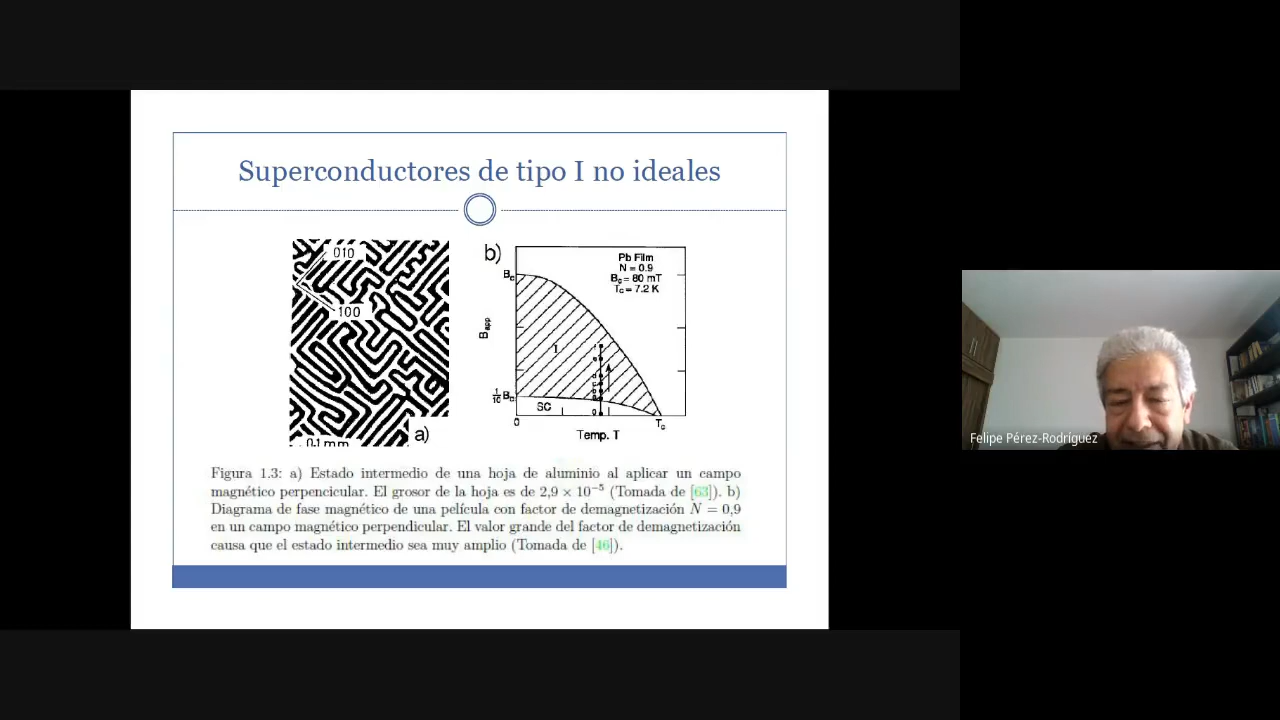 Superconductores de tipo I no ideales
010
100
0.1 mm
a)
b)
Pb Film
N = 0.9
Bc = 80 mT
Tc = 7.2 K
Bc
Bapp
I
1/10 Bc
SC
0
Tc
Temp. T
Figura 1.3: a) Estado intermedio de una hoja de aluminio al aplicar un campo
magnético perpencicular. El grosor de la hoja es de 2,9 × 10⁻⁵ (Tomada de [63]). b)
Diagrama de fase magnético de una película con factor de demagnetización N = 0,9
en un campo magnético perpendicular. El valor grande del factor de demagnetización
causa que el estado intermedio sea muy amplio (Tomada de [46]).
Felipe Pérez-Rodríguez